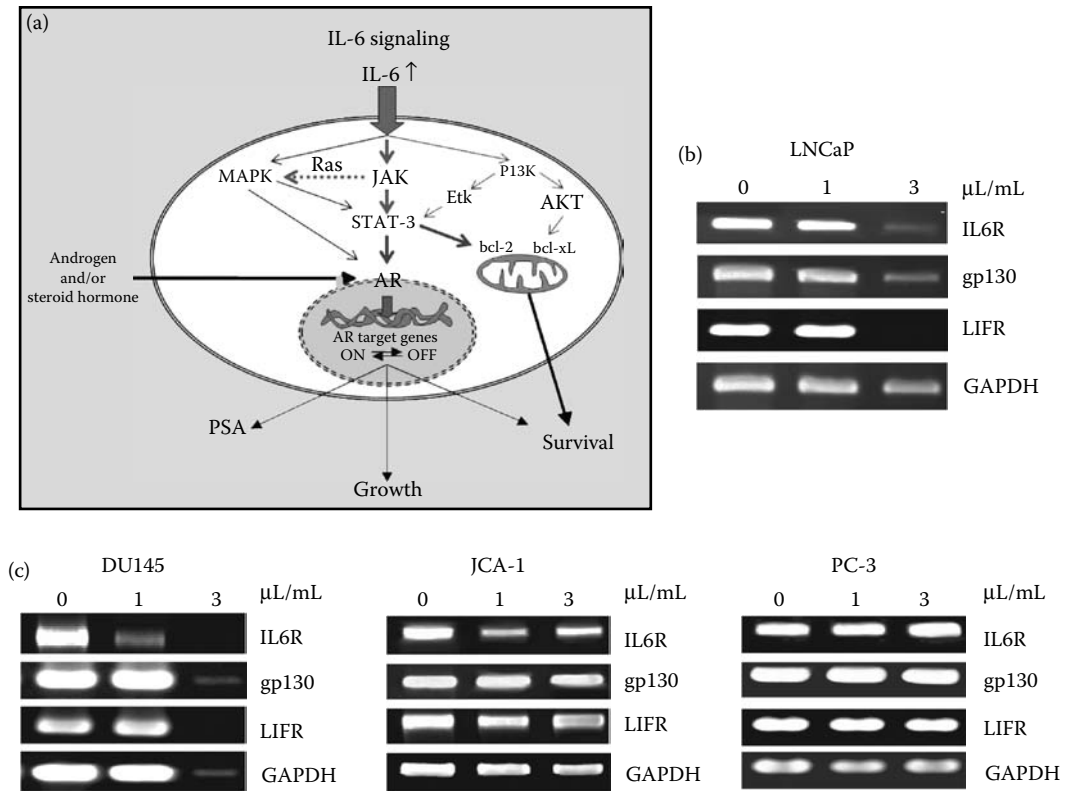 (a)
IL-6 signaling
IL-6 ↑
Ras
MAPK
JAK
P13K
Etk
AKT
STAT-3
bcl-2
bcl-xL
Androgen
and/or
steroid hormone
AR
AR target genes
ON
OFF
PSA
Survival
Growth
(b)
LNCaP
0 1 3 µL/mL
IL6R
gp130
LIFR
GAPDH
(c)
DU145
0 1 3 µL/mL
IL6R
gp130
LIFR
GAPDH
JCA-1
0 1 3 µL/mL
IL6R
gp130
LIFR
GAPDH
PC-3
0 1 3 µL/mL
IL6R
gp130
LIFR
GAPDH